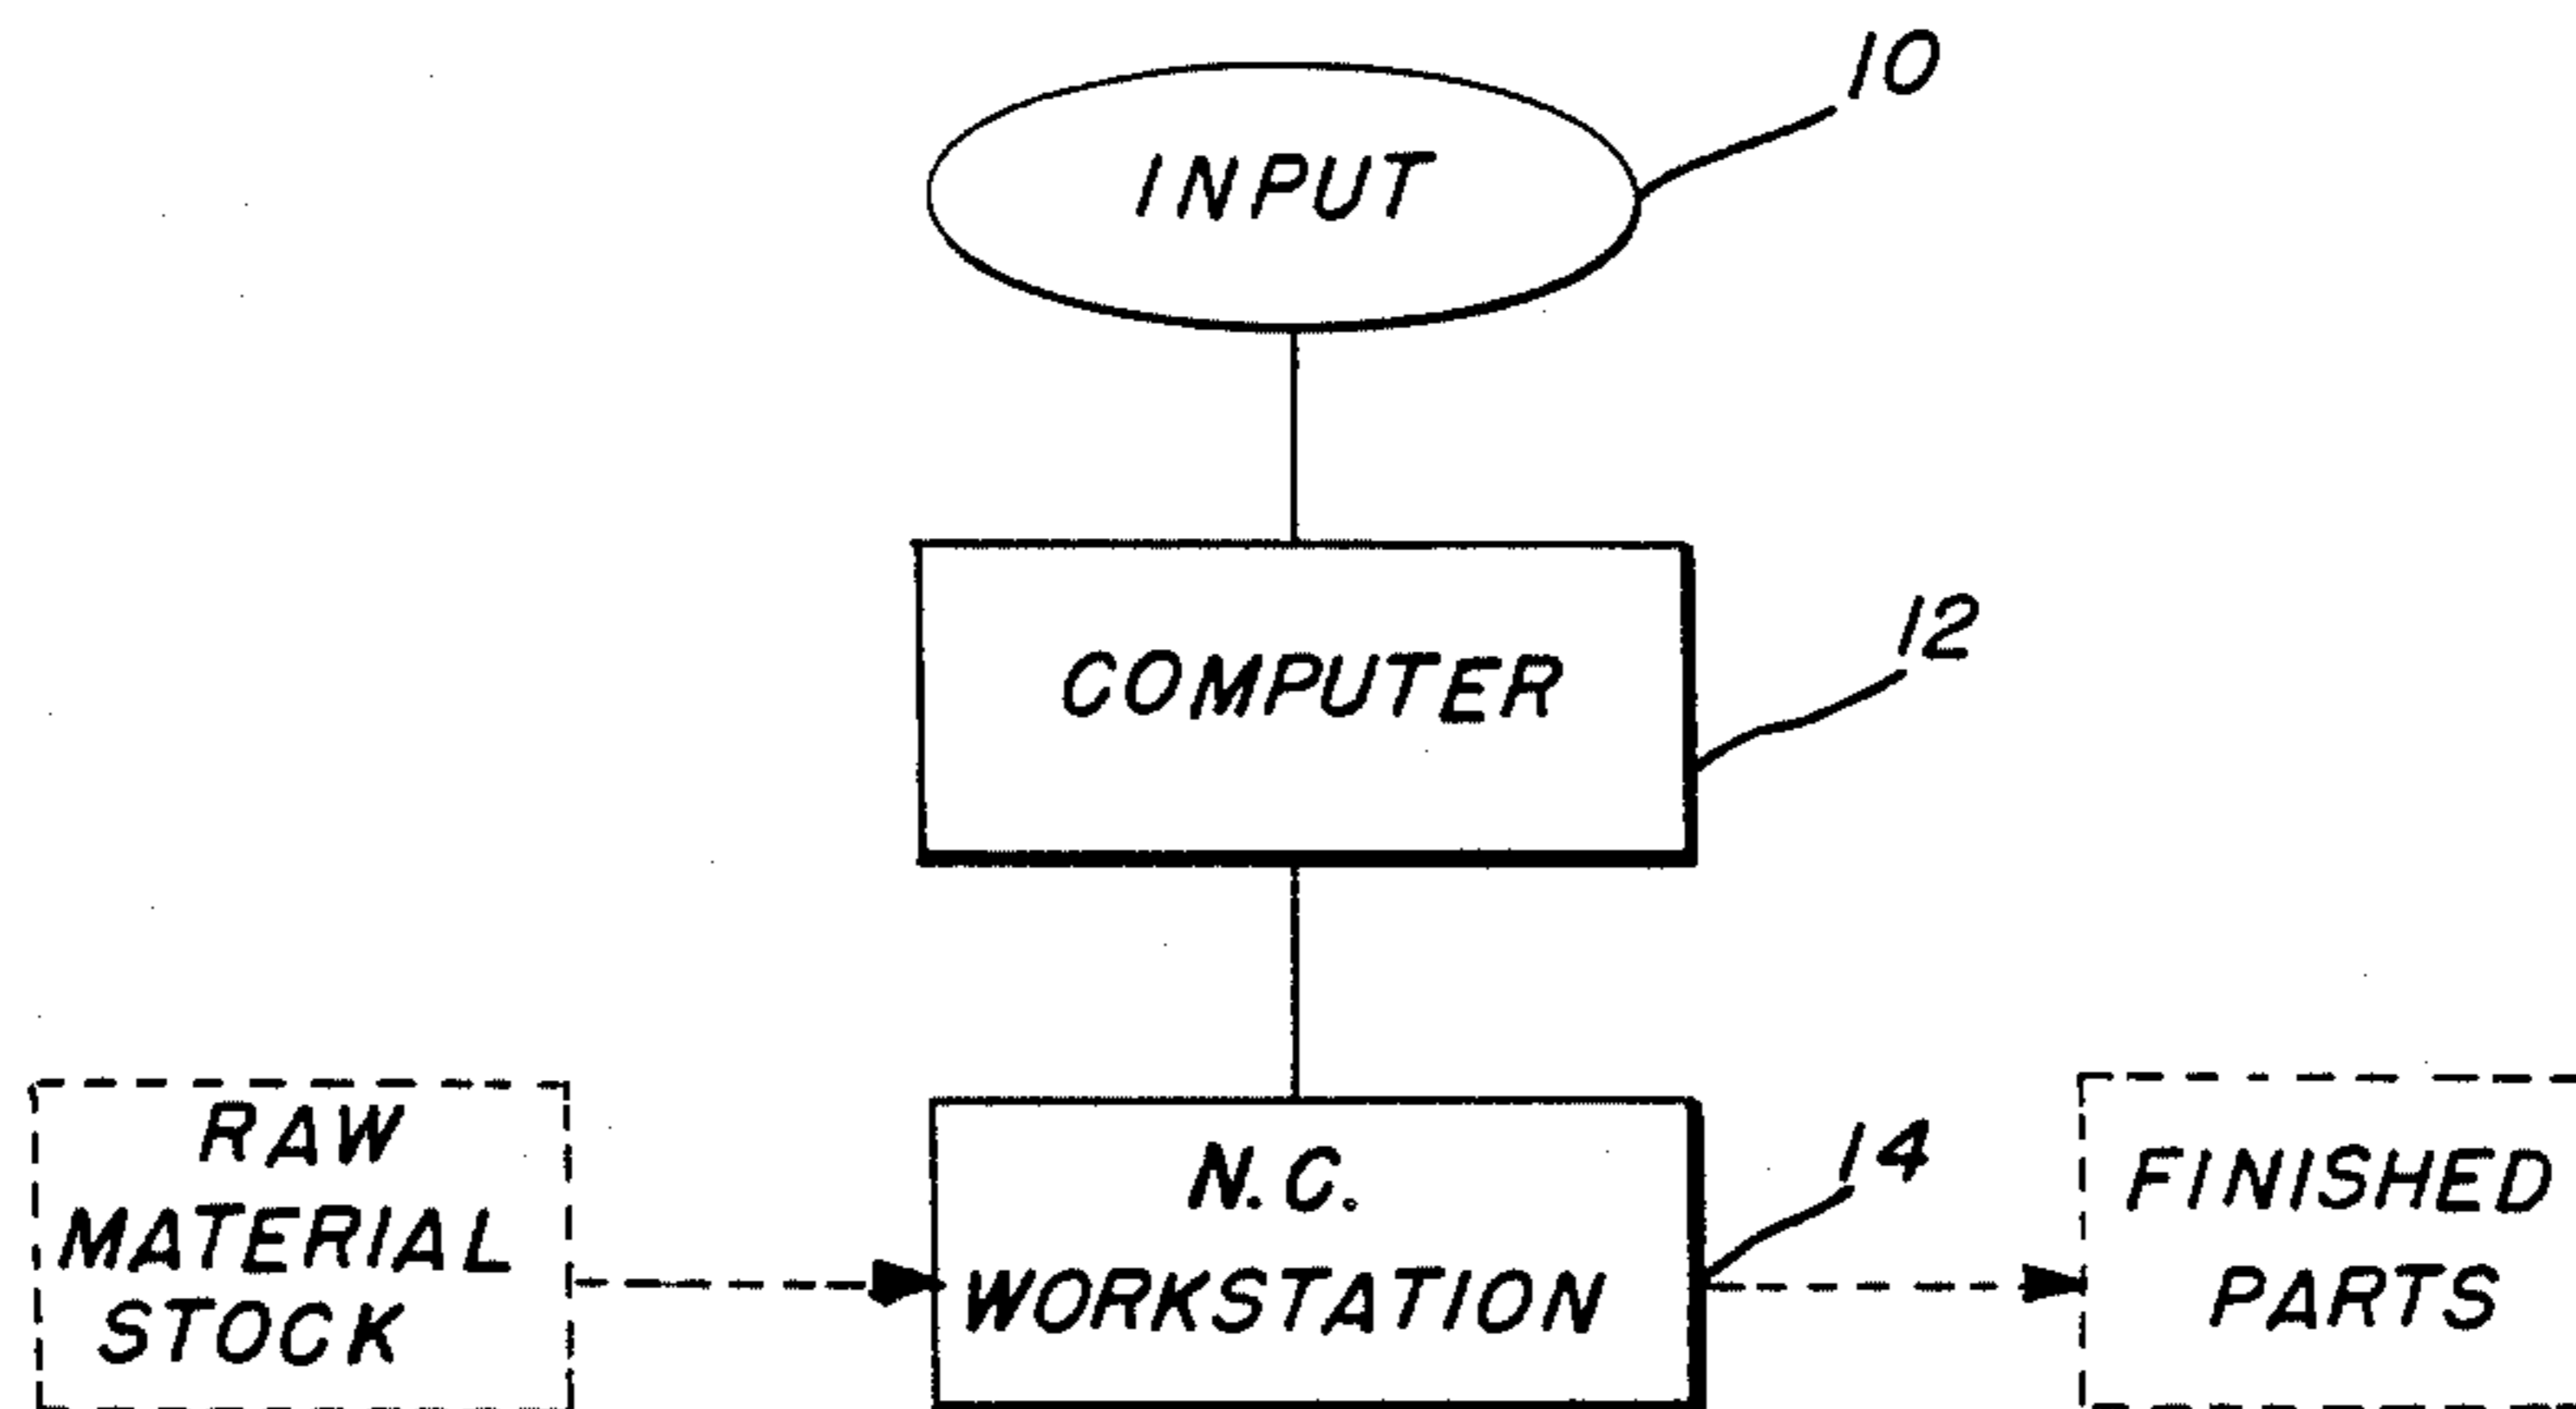 10
INPUT
12
COMPUTER
14
RAW
MATERIAL
STOCK
N.C.
WORKSTATION
FINISHED
PARTS